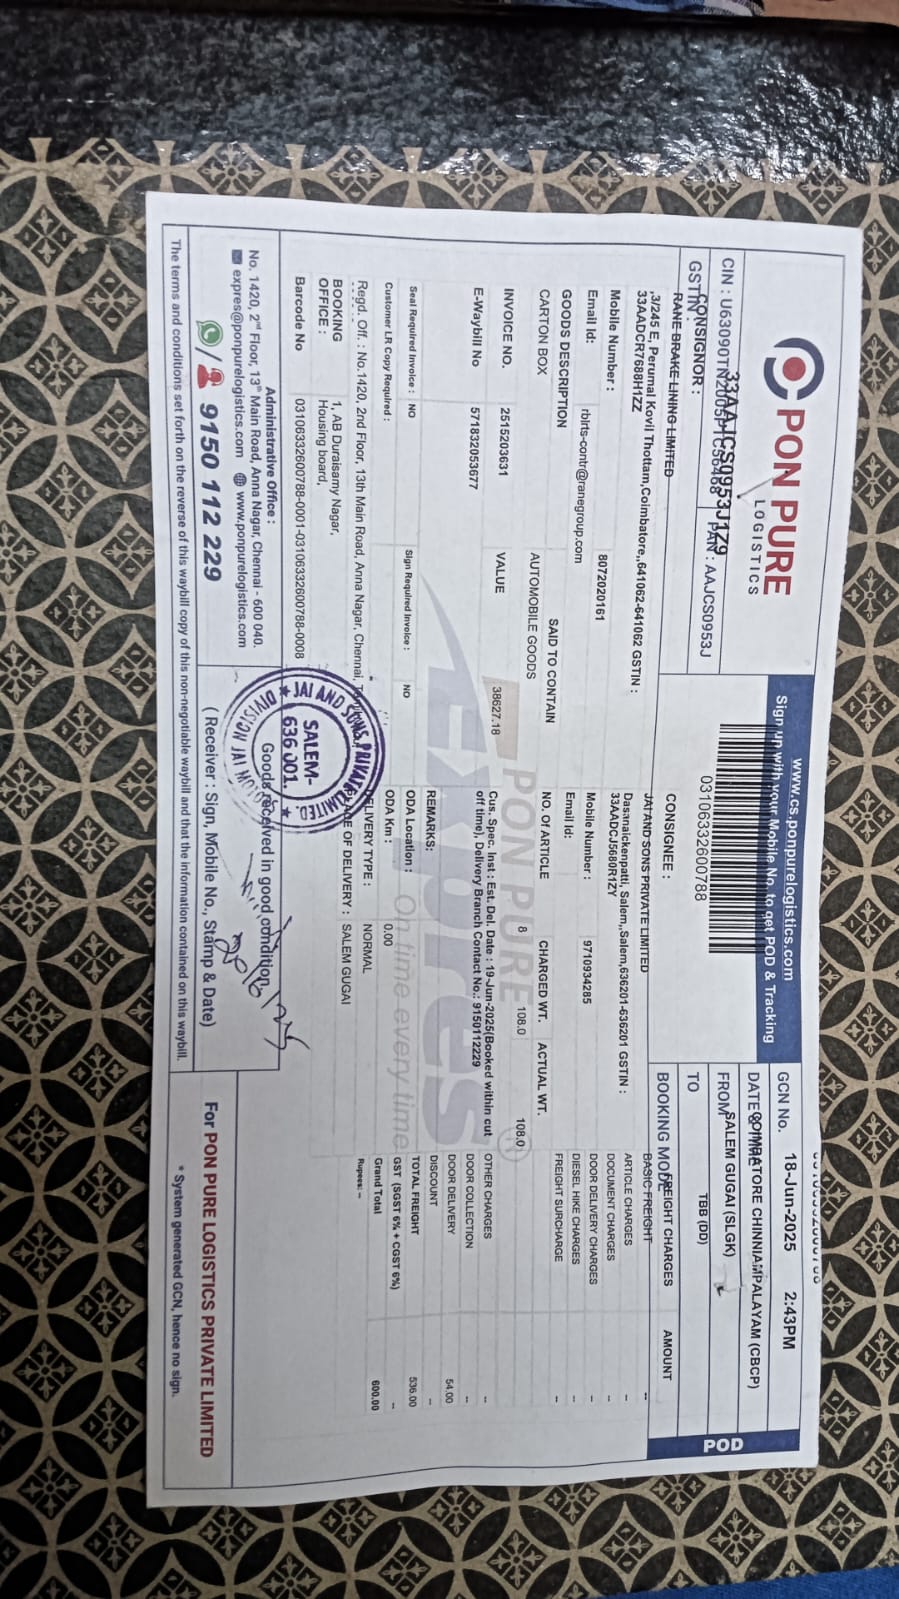 PON PURE
LOGISTICS
www.cs.ponpurelogistics.com
Sign up with your Mobile No. to get POD & Tracking
CIN : U63090TN2005PTC56468
PAN : AAJCS0953J
GSTIN :
33AAJCS0953J1Z9
03106332600788
GCN No.
18-Jun-2025 2:43PM
DATE & TIME
COIMBATORE CHINNIAMPALAYAM (CBCP)
FROM
SALEM GUGAI (SLGK)
TO
TBB (DD)
BOOKING MODE
POD
CONSIGNOR :
RANE BRAKE LINING LIMITED
,3/245 E, Perumal Kovil Thottam,Coimbatore,,641062-641062 GSTIN :
33AADCR7688H1ZZ
Mobile Number : 8072020161
Email Id: rblrts-contr@ranegroup.com
CONSIGNEE :
JAI AND SONS PRIVATE LIMITED
Dasanaickenpatti, Salem,,Salem,636201-636201 GSTIN :
33AADCJ5680R1ZY
Mobile Number : 9710934285
Email Id:
GOODS DESCRIPTION SAID TO CONTAIN NO. Of ARTICLE CHARGED WT. ACTUAL WT.
CARTON BOX AUTOMOBILE GOODS 8 108.0 108.0
INVOICE NO. 2515203631 VALUE 38627.18
E-Waybill No 571832053677
Cus. Spec. Inst : Est. Del. Date : 19-Jun-2025(Booked within cut
off time), Delivery Branch Contact No.: 9150112229
REMARKS:
Seal Required Invoice : NO Sign Required Invoice : NO
ODA Location :
Customer LR Copy Required :
ODA Km : 0.00
Regd. Off. : No.1420, 2nd Floor, 13th Main Road, Anna Nagar, Chennai,
DELIVERY TYPE : NORMAL
BOOKING OFFICE : 1, AB Duraisamy Nagar,
Housing board,
OF DELIVERY : SALEM GUGAI
Barcode No 03106332600788-0001-03106332600788-0008
FREIGHT CHARGES AMOUNT
BASIC FREIGHT --
ARTICLE CHARGES --
DOCUMENT CHARGES --
DOOR DELIVERY CHARGES --
DIESEL HIKE CHARGES --
FREIGHT SURCHARGE --
OTHER CHARGES --
DOOR COLLECTION --
DOOR DELIVERY 54.00
DISCOUNT --
TOTAL FREIGHT 536.00
GST (SGST 6% + CGST 6%) --
Grand Total 600.00
Rupees: --
PON PURE
EXpres
On time every time
JAI AND SONS PRIVATE LIMITED.
SALEM-
636 001.
DIVISION JAI
Goods received in good condition
( Receiver : Sign, Mobile No., Stamp & Date)
Administrative Office :
No. 1420, 2nd Floor, 13th Main Road, Anna Nagar, Chennai - 600 040.
expres@ponpurelogistics.com www.ponpurelogistics.com
/ 9150 112 229
For PON PURE LOGISTICS PRIVATE LIMITED
The terms and conditions set forth on the reverse of this waybill copy of this non-negotiable waybill and that the information contained on this waybill.
* System generated GCN, hence no sign.